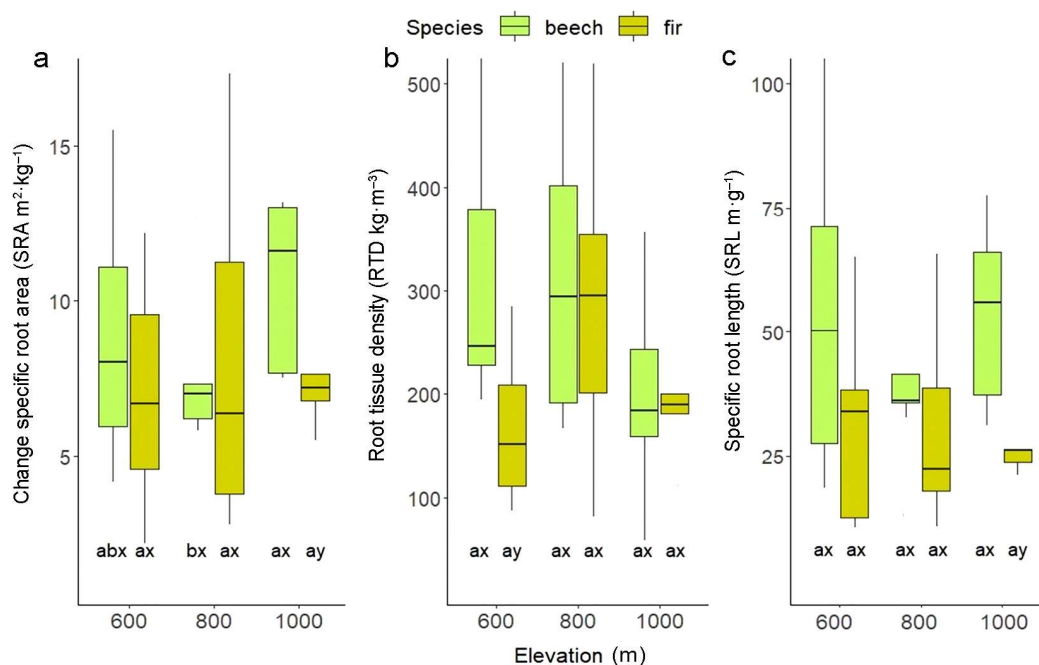 Species beech fir
a
Change specific root area (SRA m²·kg⁻¹)
15
10
5
abx ax bx ax ax ay
600 800 1000
b
Root tissue density (RTD kg·m⁻³)
500
400
300
200
100
ax ay ax ax ax ax
600 800 1000
c
Specific root length (SRL m·g⁻¹)
100
75
50
25
ax ax ax ax ax ay
600 800 1000
Elevation (m)